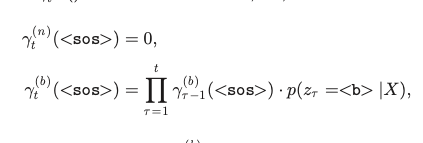 γ_t^{(n)}(<sos>) = 0,
γ_t^{(b)}(<sos>) = ∏_{τ=1}^{t} γ_{τ−1}^{(b)}(<sos>) · p(z_τ =<b> |X),